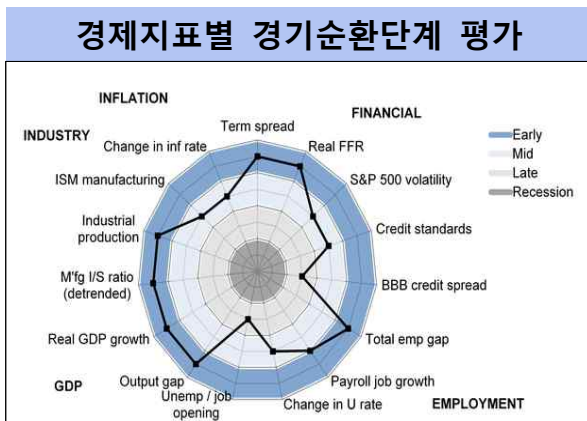 경제지표별 경기순환단계 평가
INFLATION
FINANCIAL
INDUSTRY
Term spread
Change in inf rate
Real FFR
ISM manufacturing
S&P 500 volatility
Industrial
production
Credit standards
M'fg I/S ratio
(detrended)
BBB credit spread
Real GDP growth
Total emp gap
Output gap
Payroll job growth
GDP
Unemp / job
opening
Change in U rate
EMPLOYMENT
Early
Mid
Late
Recession